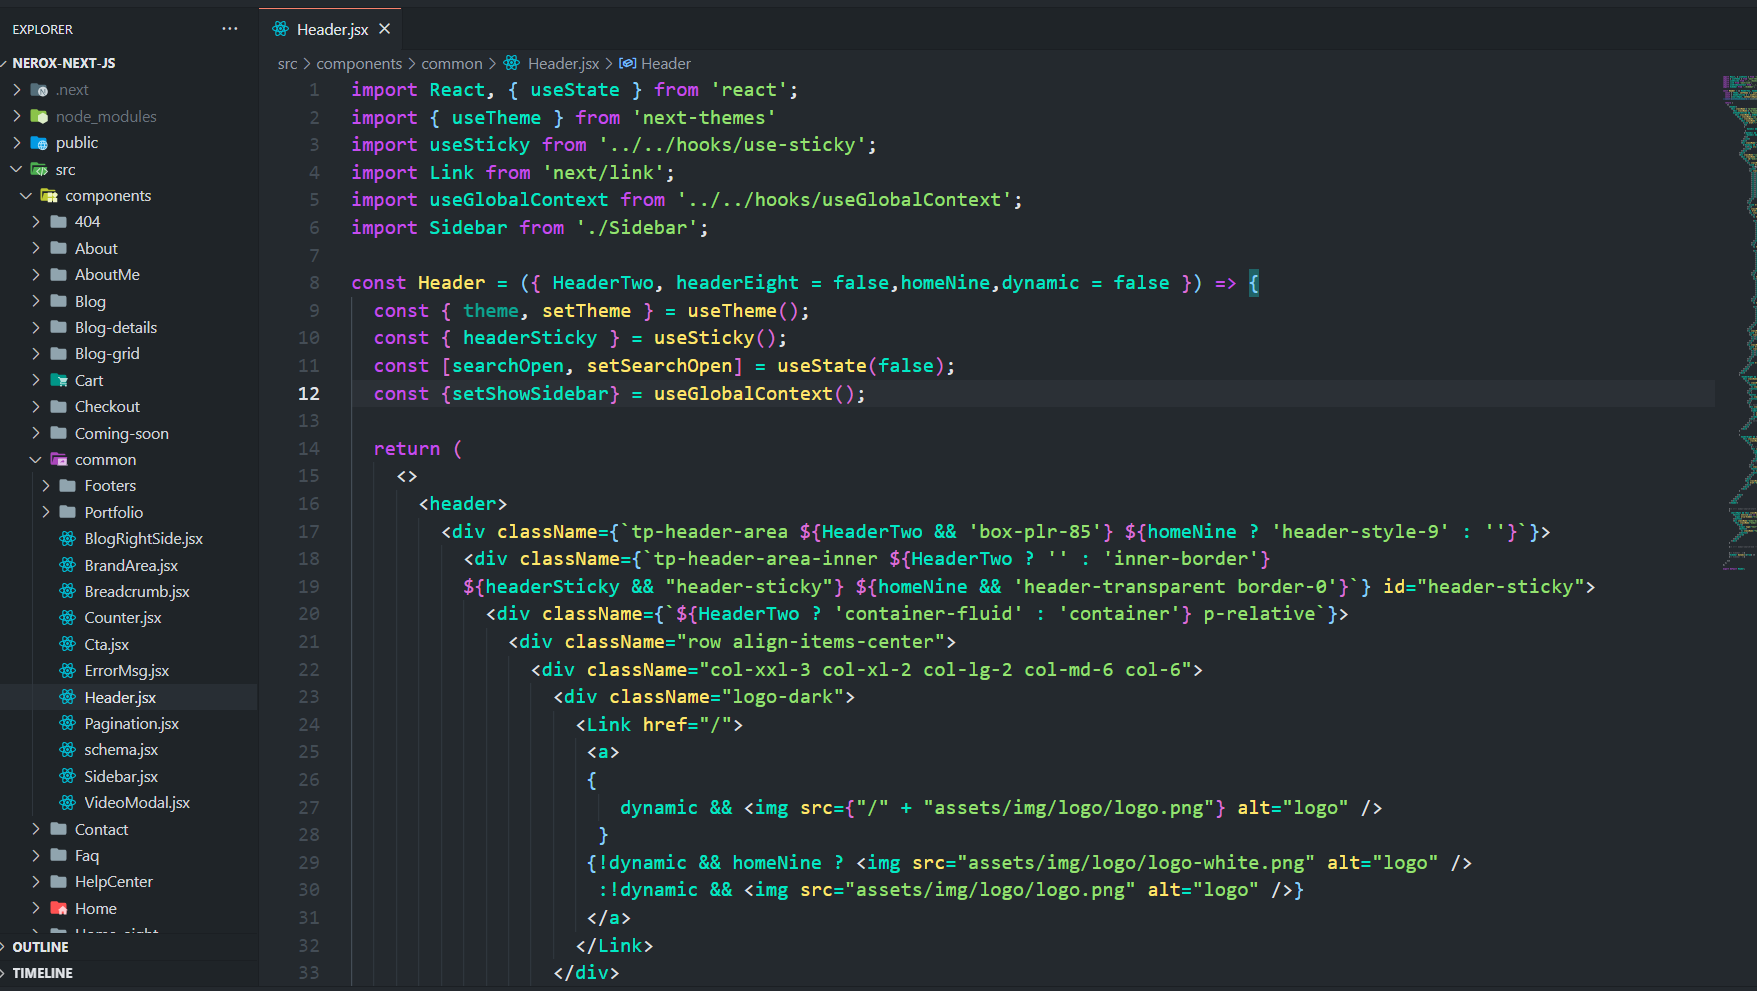 EXPLORER
···
NEROX-NEXT-JS
.next
node_modules
public
src
components
404
About
AboutMe
Blog
Blog-details
Blog-grid
Cart
Checkout
Coming-soon
common
Footers
Portfolio
BlogRightSide.jsx
BrandArea.jsx
Breadcrumb.jsx
Counter.jsx
Cta.jsx
ErrorMsg.jsx
Header.jsx
Pagination.jsx
schema.jsx
Sidebar.jsx
VideoModal.jsx
Contact
Faq
HelpCenter
Home
OUTLINE
TIMELINE
Header.jsx
src > components > common > Header.jsx > Header
1 import React, { useState } from 'react';
2 import { useTheme } from 'next-themes'
3 import useSticky from '../../hooks/use-sticky';
4 import Link from 'next/link';
5 import useGlobalContext from '../../hooks/useGlobalContext';
6 import Sidebar from './Sidebar';
7
8 const Header = ({ HeaderTwo, headerEight = false,homeNine,dynamic = false }) => {
9 const { theme, setTheme } = useTheme();
10 const { headerSticky } = useSticky();
11 const [searchOpen, setSearchOpen] = useState(false);
12 const {setShowSidebar} = useGlobalContext();
13
14 return (
15 <>
16 <header>
17 <div className={`tp-header-area ${HeaderTwo && 'box-plr-85'} ${homeNine ? 'header-style-9' : ''}`}>
18 <div className={`tp-header-area-inner ${HeaderTwo ? '' : 'inner-border'}
19 ${headerSticky && "header-sticky"} ${homeNine && 'header-transparent border-0'}`} id="header-sticky">
20 <div className={`${HeaderTwo ? 'container-fluid' : 'container'} p-relative`}>
21 <div className="row align-items-center">
22 <div className="col-xxl-3 col-xl-2 col-lg-2 col-md-6 col-6">
23 <div className="logo-dark">
24 <Link href="/">
25 <a>
26 {
27 dynamic && <img src={"/" + "assets/img/logo/logo.png"} alt="logo" />
28 }
29 {!dynamic && homeNine ? <img src="assets/img/logo/logo-white.png" alt="logo" />
30 :!dynamic && <img src="assets/img/logo/logo.png" alt="logo" />}
31 </a>
32 </Link>
33 </div>